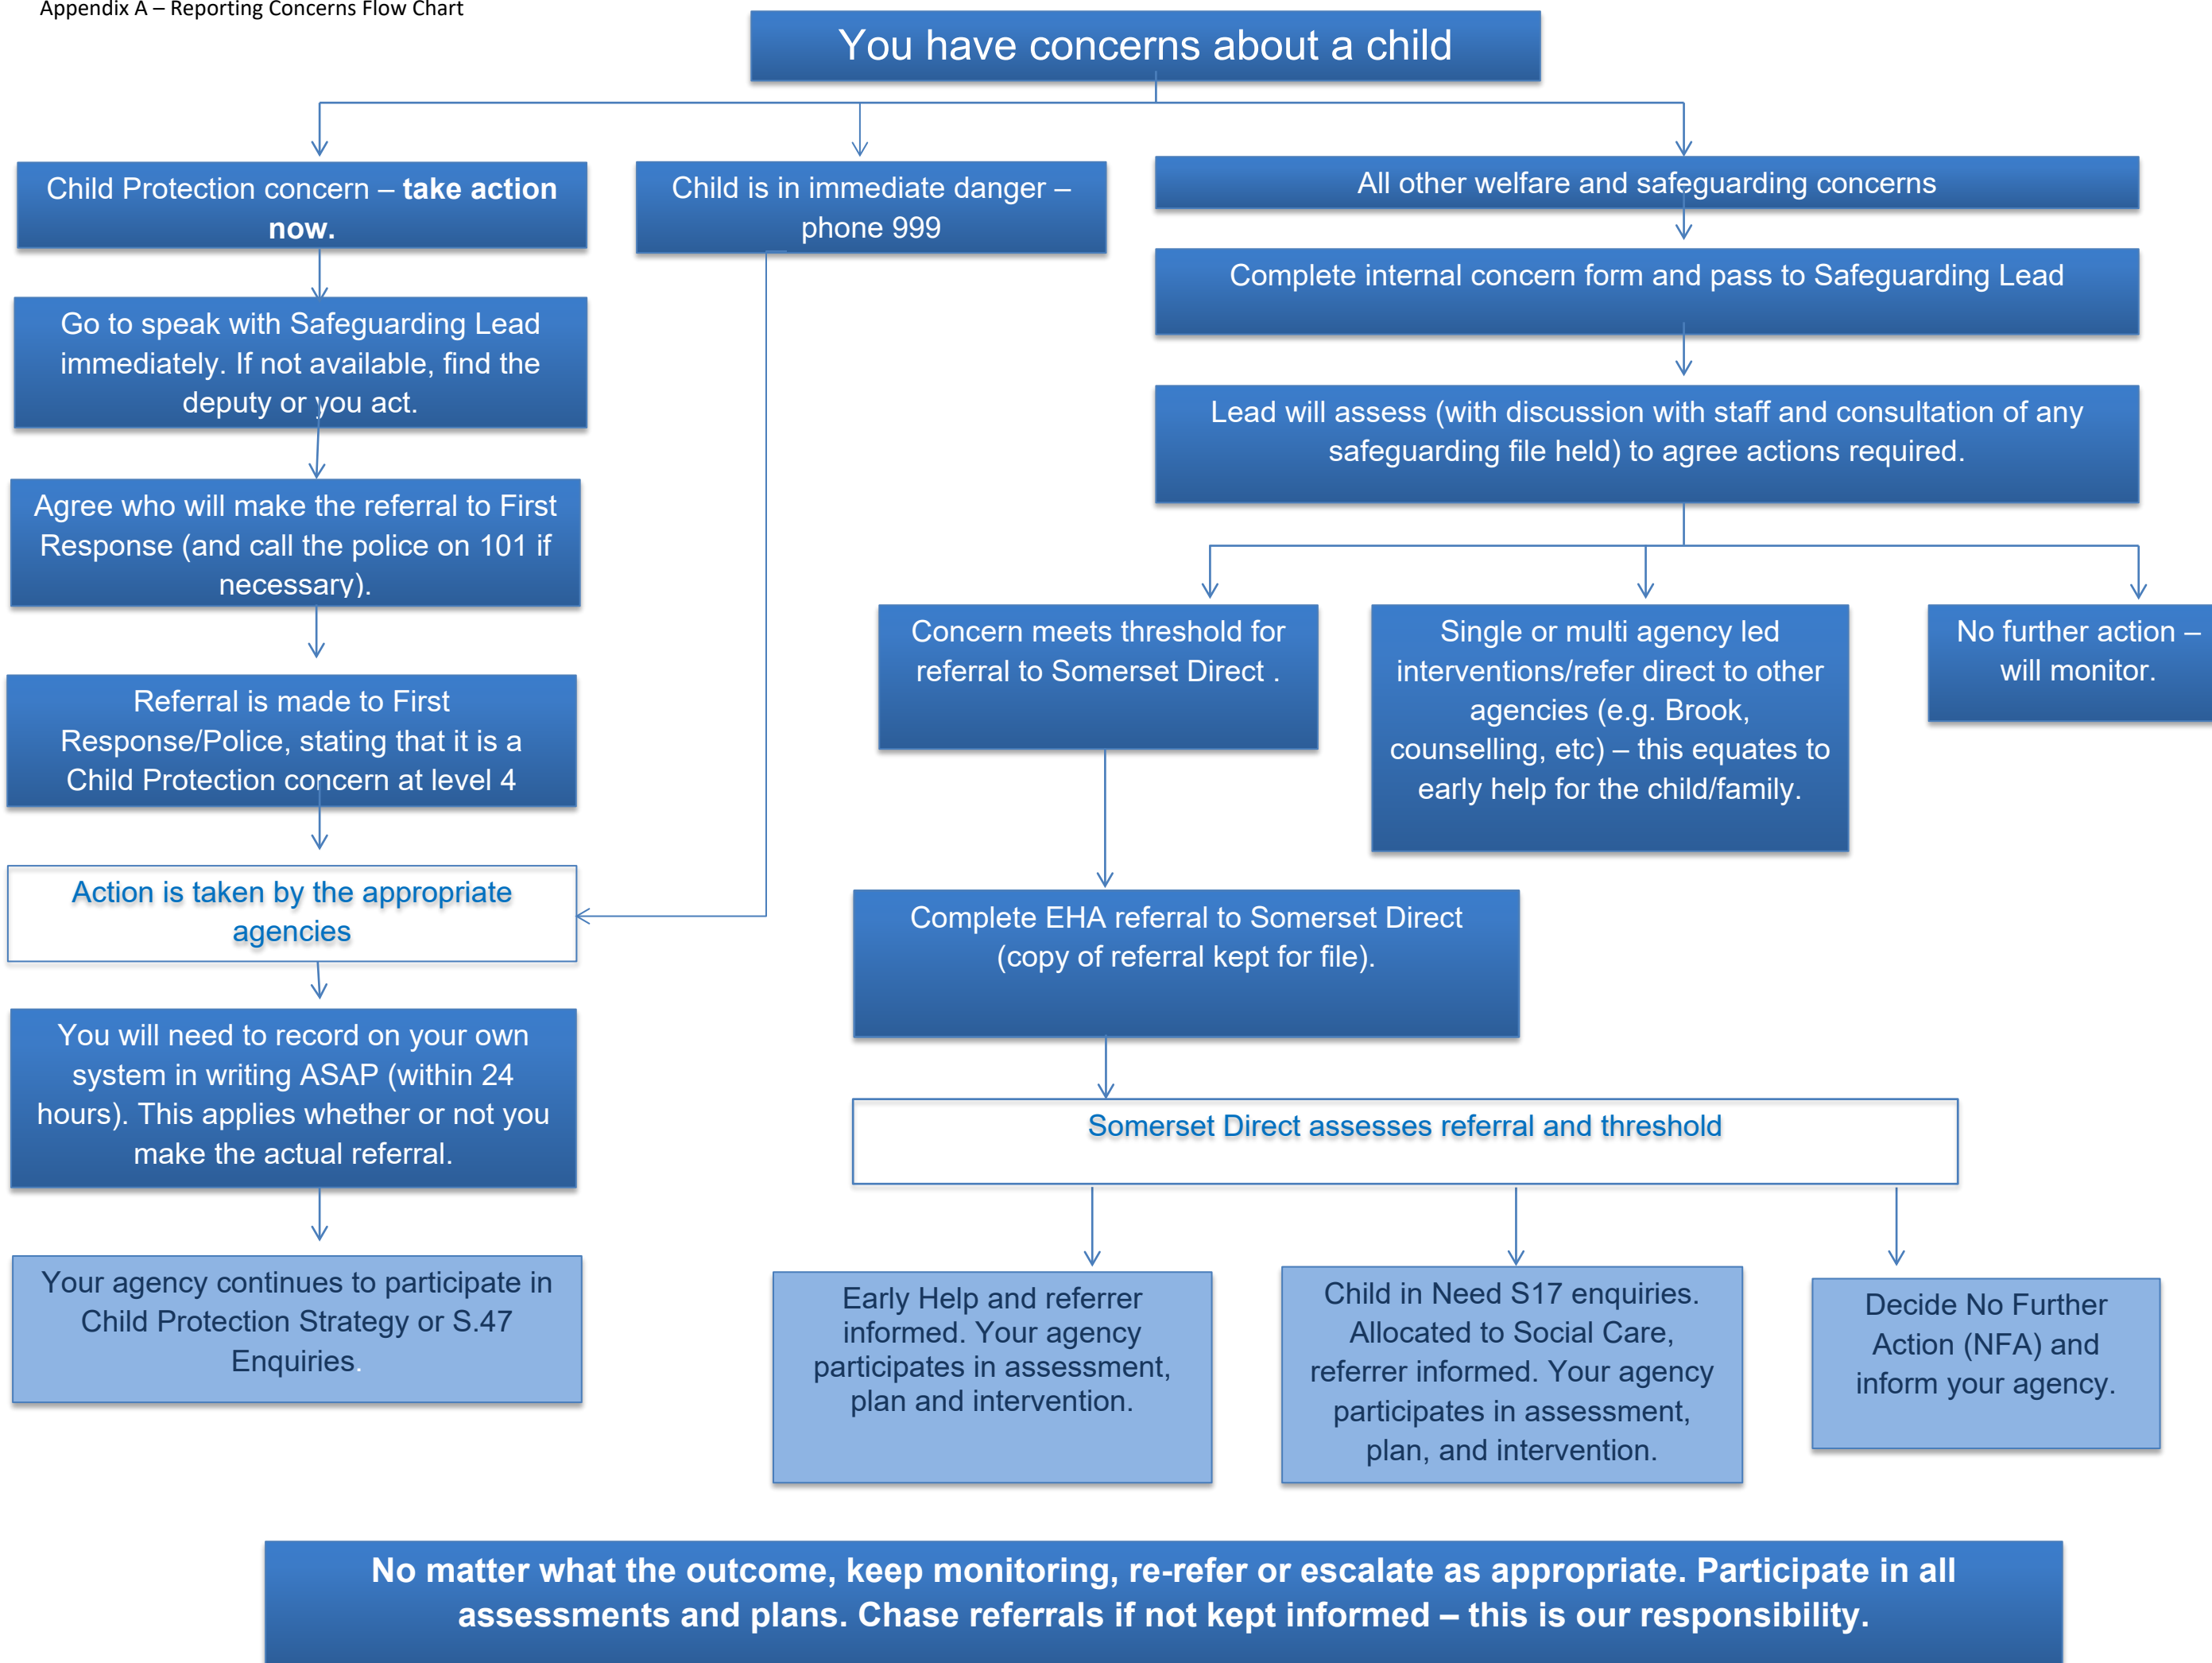 Appendix A – Reporting Concerns Flow Chart
You have concerns about a child
Child Protection concern – take action
now.
Child is in immediate danger –
phone 999
All other welfare and safeguarding concerns
Go to speak with Safeguarding Lead
immediately. If not available, find the
deputy or you act.
Complete internal concern form and pass to Safeguarding Lead
Lead will assess (with discussion with staff and consultation of any
safeguarding file held) to agree actions required.
Agree who will make the referral to First
Response (and call the police on 101 if
necessary).
Concern meets threshold for
referral to Somerset Direct .
Single or multi agency led
interventions/refer direct to other
agencies (e.g. Brook,
counselling, etc) – this equates to
early help for the child/family.
No further action –
will monitor.
Referral is made to First
Response/Police, stating that it is a
Child Protection concern at level 4
Action is taken by the appropriate
agencies
Complete EHA referral to Somerset Direct
(copy of referral kept for file).
You will need to record on your own
system in writing ASAP (within 24
hours). This applies whether or not you
make the actual referral.
Somerset Direct assesses referral and threshold
Your agency continues to participate in
Child Protection Strategy or S.47
Enquiries.
Early Help and referrer
informed. Your agency
participates in assessment,
plan and intervention.
Child in Need S17 enquiries.
Allocated to Social Care,
referrer informed. Your agency
participates in assessment,
plan, and intervention.
Decide No Further
Action (NFA) and
inform your agency.
No matter what the outcome, keep monitoring, re-refer or escalate as appropriate. Participate in all
assessments and plans. Chase referrals if not kept informed – this is our responsibility.